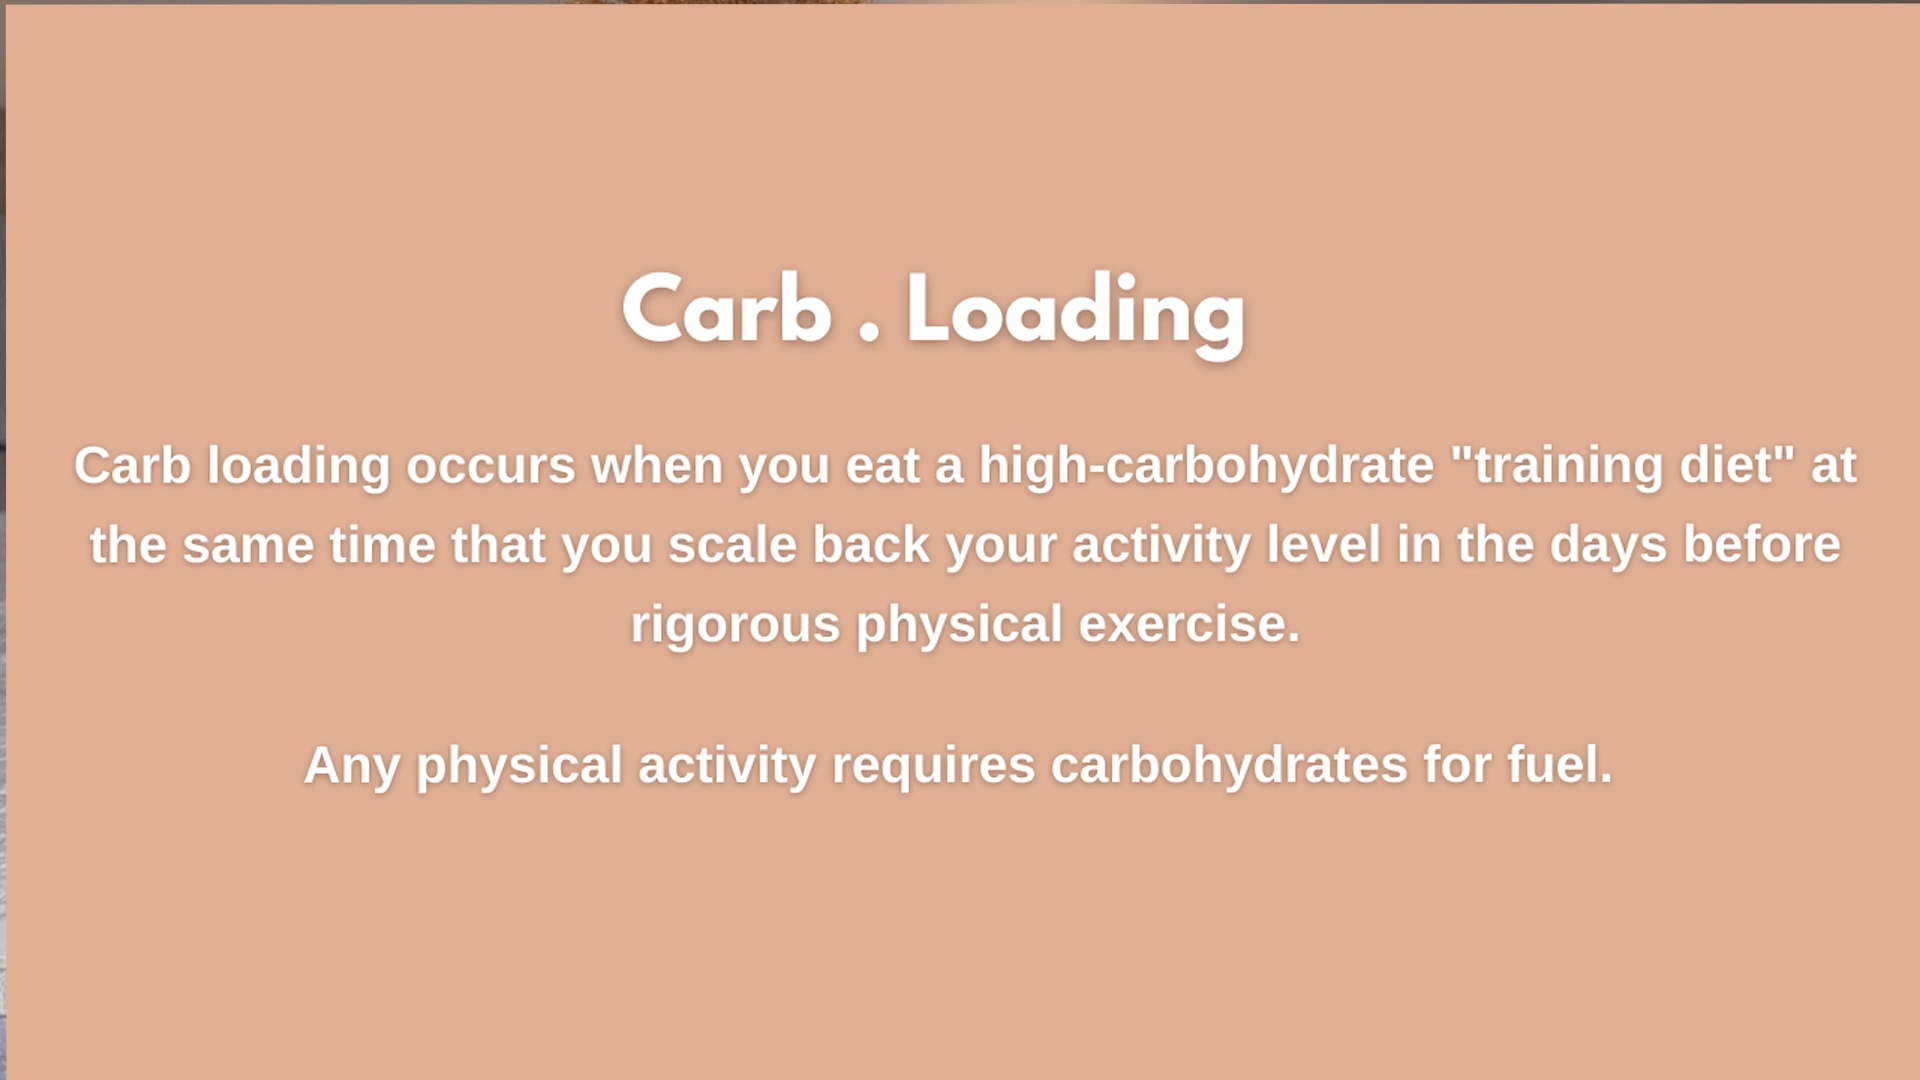 Carb . Loading
Carb loading occurs when you eat a high-carbohydrate "training diet" at
the same time that you scale back your activity level in the days before
rigorous physical exercise.
Any physical activity requires carbohydrates for fuel.